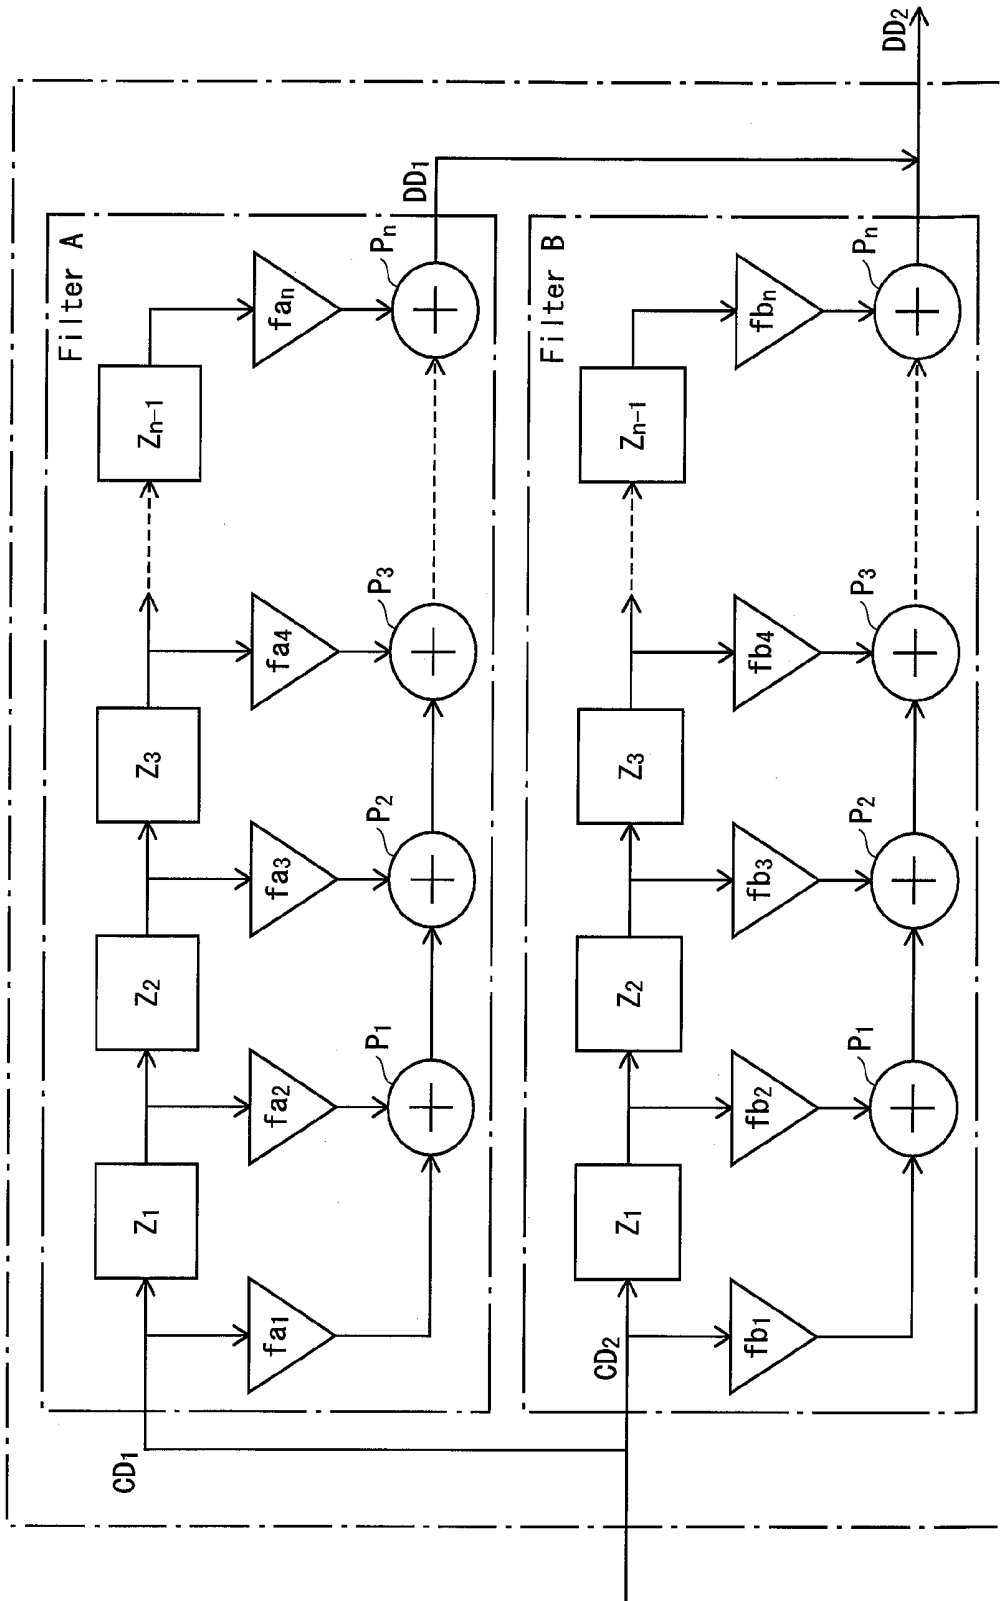 Filter A
CD1
Z1
Z2
Z3
Zn-1
fa1
fa2
fa3
fa4
fan
P1
P2
P3
Pn
DD1
Filter B
CD2
Z1
Z2
Z3
Zn-1
fb1
fb2
fb3
fb4
fbn
P1
P2
P3
Pn
DD2